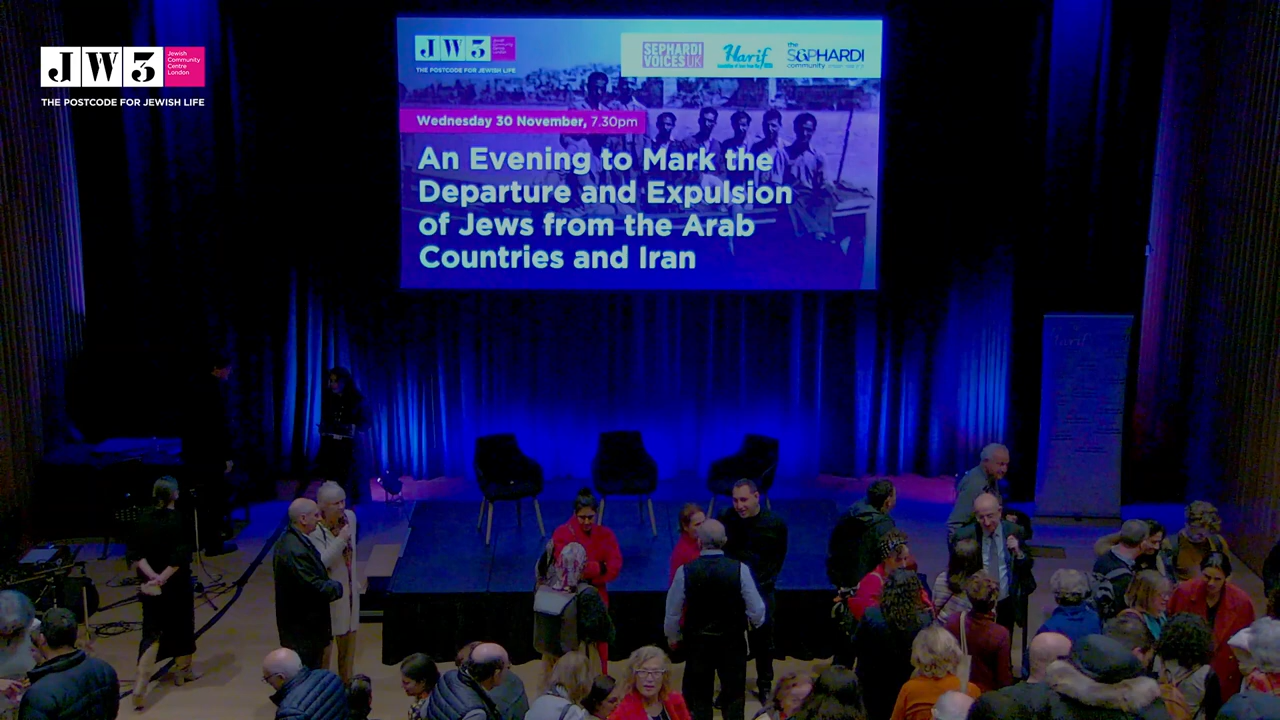 JW3
Jewish
Community
Centre
London
THE POSTCODE FOR JEWISH LIFE
JW3
THE POSTCODE FOR JEWISH LIFE
SEPHARDI
VOICES UK
Harif
the
SEPHARDI
community
Wednesday 30 November, 7.30pm
An Evening to Mark the
Departure and Expulsion
of Jews from the Arab
Countries and Iran